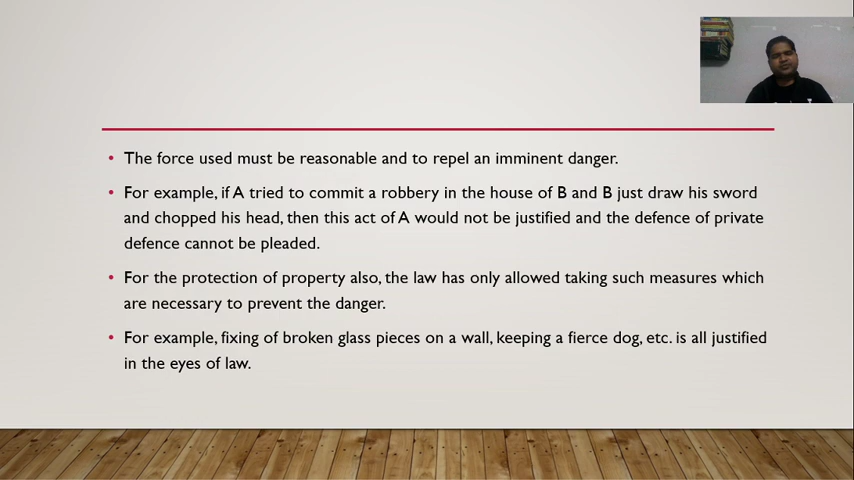 • The force used must be reasonable and to repel an imminent danger.
• For example, if A tried to commit a robbery in the house of B and B just draw his sword
and chopped his head, then this act of A would not be justified and the defence of private
defence cannot be pleaded.
• For the protection of property also, the law has only allowed taking such measures which
are necessary to prevent the danger.
• For example, fixing of broken glass pieces on a wall, keeping a fierce dog, etc. is all justified
in the eyes of law.